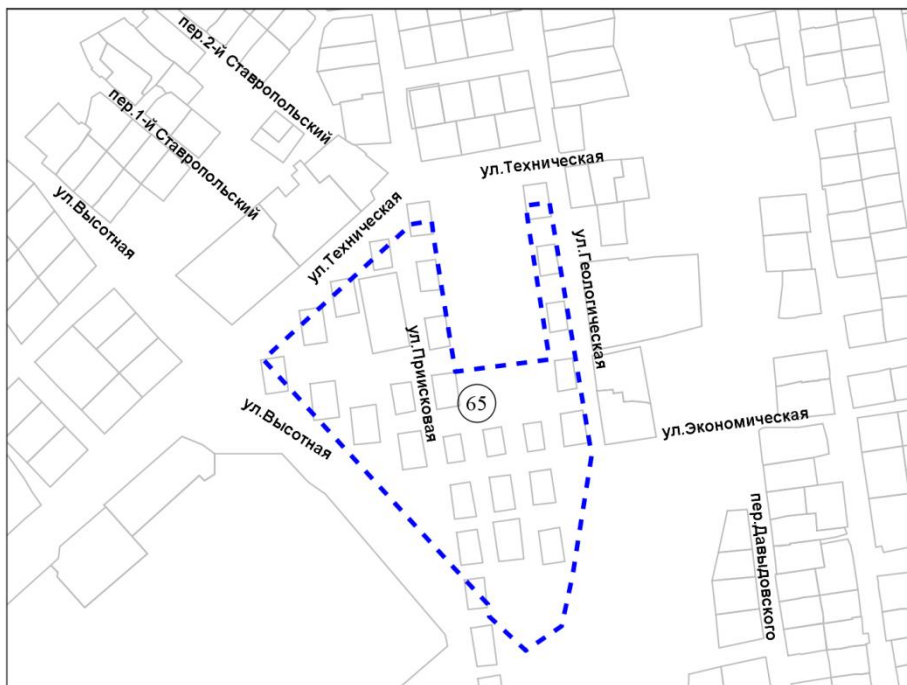 пер.2-й Ставропольский
пер.1-й Ставропольский
ул.Техническая
ул.Высотная
ул.Техническая
ул.Геологическая
ул.Приисковая
65
ул.Высотная
ул.Экономическая
пер.Давыдовского